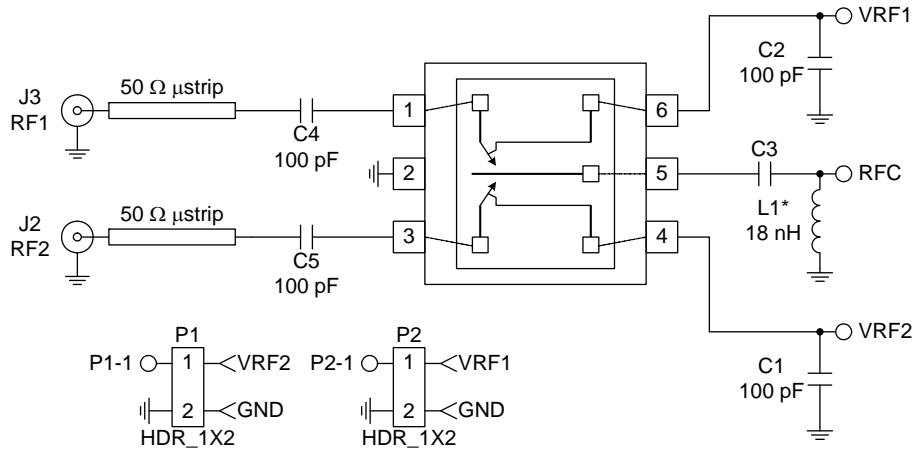 VRF1
C2
100 pF
J3
RF1
50 Ω μstrip
C4
100 pF
1
6
2
5
C3
RFC
L1*
18 nH
J2
RF2
50 Ω μstrip
C5
100 pF
3
4
VRF2
C1
100 pF
P1
P1-1
1
VRF2
2
GND
HDR_1X2
P2
P2-1
1
VRF1
2
GND
HDR_1X2